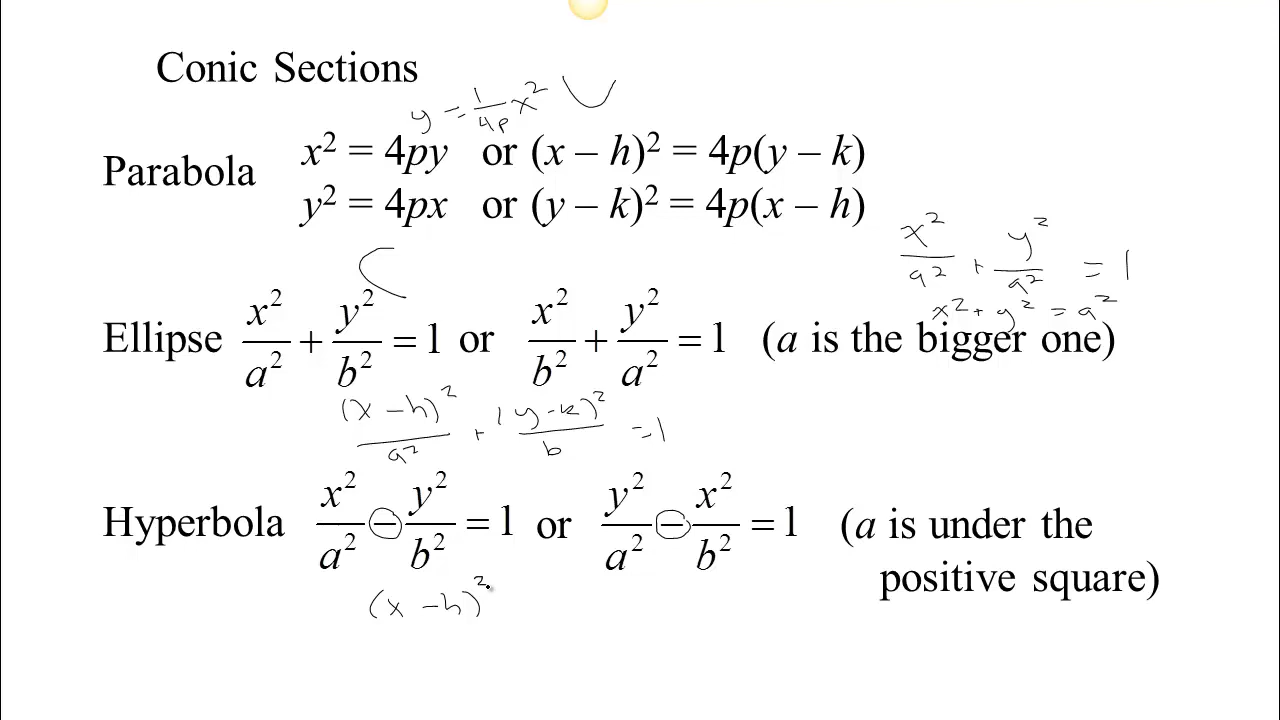 Conic Sections
y = 1/4p x²
Parabola x² = 4py or (x – h)² = 4p(y – k)
y² = 4px or (y – k)² = 4p(x – h)
x²/a² + y²/a² = 1
x² + y² = a²
Ellipse x²/a² + y²/b² = 1 or x²/b² + y²/a² = 1 (a is the bigger one)
(x – h)²/a² + (y – k)²/b = 1
Hyperbola x²/a² – y²/b² = 1 or y²/a² – x²/b² = 1 (a is under the
positive square)
(x – h)²